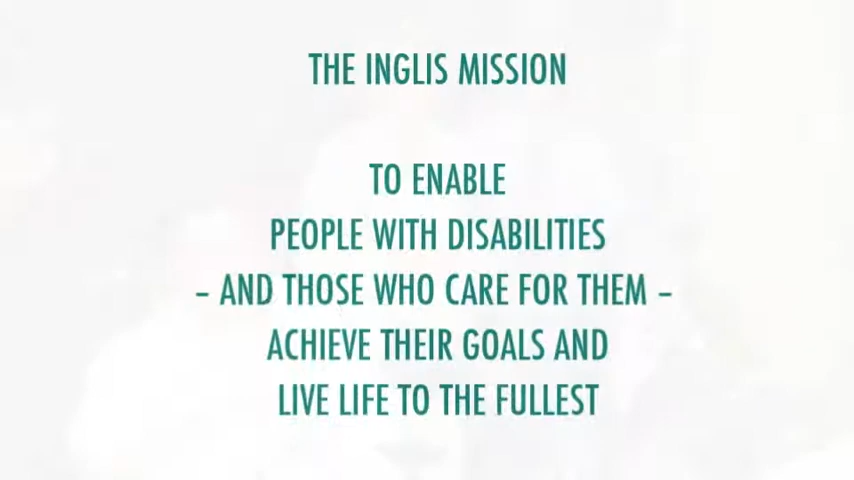 THE INGLIS MISSION
TO ENABLE
PEOPLE WITH DISABILITIES
– AND THOSE WHO CARE FOR THEM –
ACHIEVE THEIR GOALS AND
LIVE LIFE TO THE FULLEST